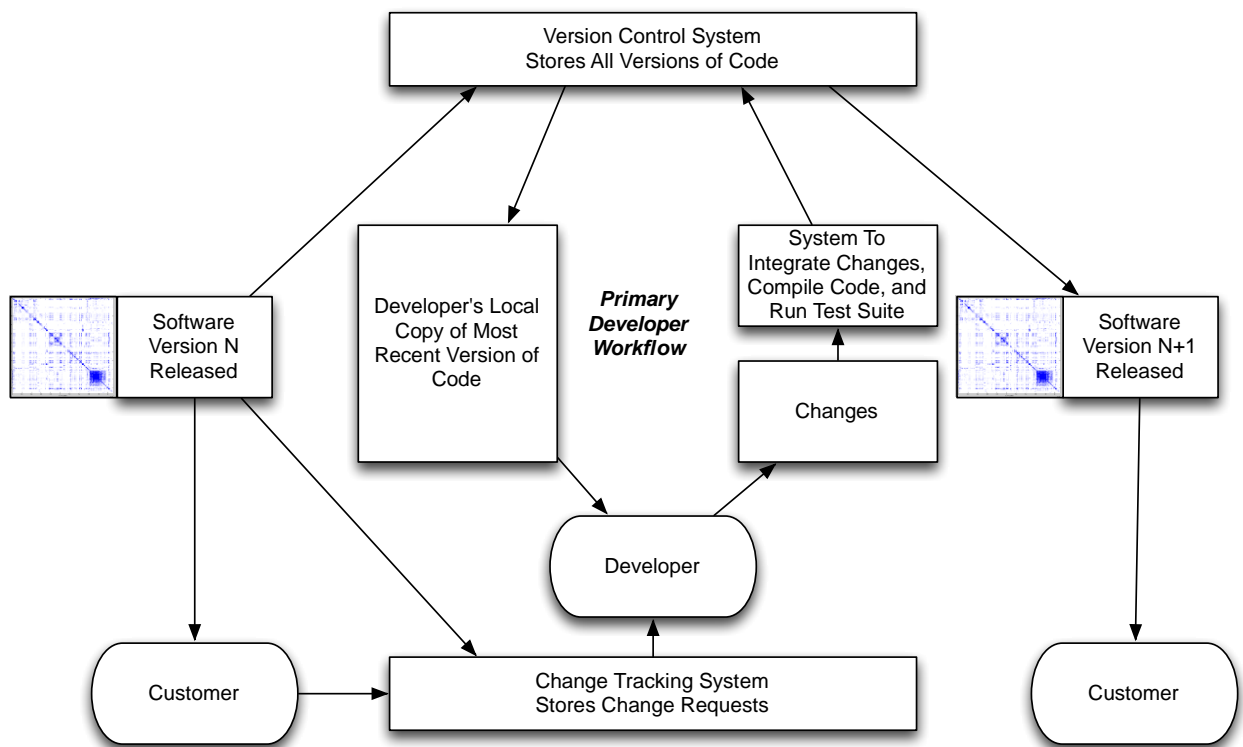 Version Control System
Stores All Versions of Code
Developer's Local
Copy of Most
Recent Version of
Code
Primary
Developer
Workflow
System To
Integrate Changes,
Compile Code, and
Run Test Suite
Software
Version N
Released
Software
Version N+1
Released
Changes
Developer
Customer
Change Tracking System
Stores Change Requests
Customer